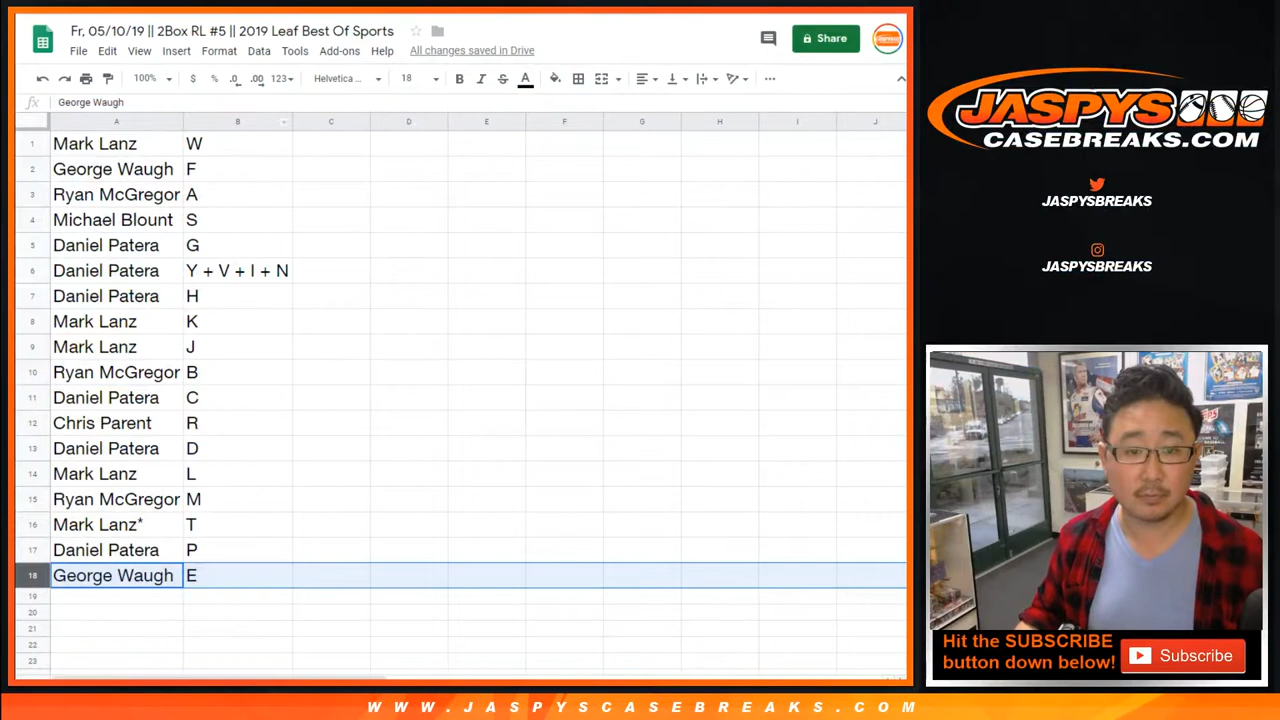 Fr, 05/10/19 || 2Box RL #5 || 2019 Leaf Best Of Sports
File Edit View Insert Format Data Tools Add-ons Help All changes saved in Drive
Share
100% $ % .0 .00 123 Helvetica ... 18 B I S A
fx George Waugh
A B C D E F G H I J
1 Mark Lanz W
2 George Waugh F
3 Ryan McGregor A
4 Michael Blount S
5 Daniel Patera G
6 Daniel Patera Y + V + I + N
7 Daniel Patera H
8 Mark Lanz K
9 Mark Lanz J
10 Ryan McGregor B
11 Daniel Patera C
12 Chris Parent R
13 Daniel Patera D
14 Mark Lanz L
15 Ryan McGregor M
16 Mark Lanz* T
17 Daniel Patera P
18 George Waugh E
19
20
21
22
23
JASPYS
CASEBREAKS.COM
JASPYSBREAKS
JASPYSBREAKS
Hit the SUBSCRIBE
button down below!
Subscribe
WWW.JASPYSCASEBREAKS.COM